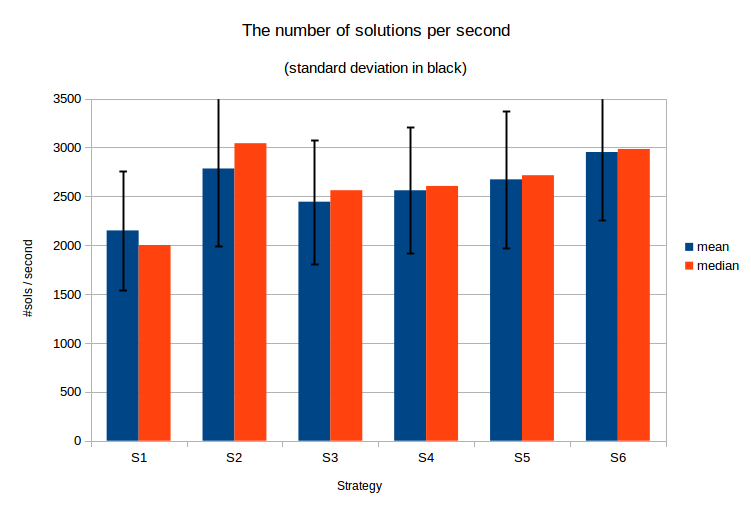 The number of solutions per second
(standard deviation in black)
3500
3000
2500
2000
1500
1000
500
0
#sols / second
S1 S2 S3 S4 S5 S6
Strategy
mean
median